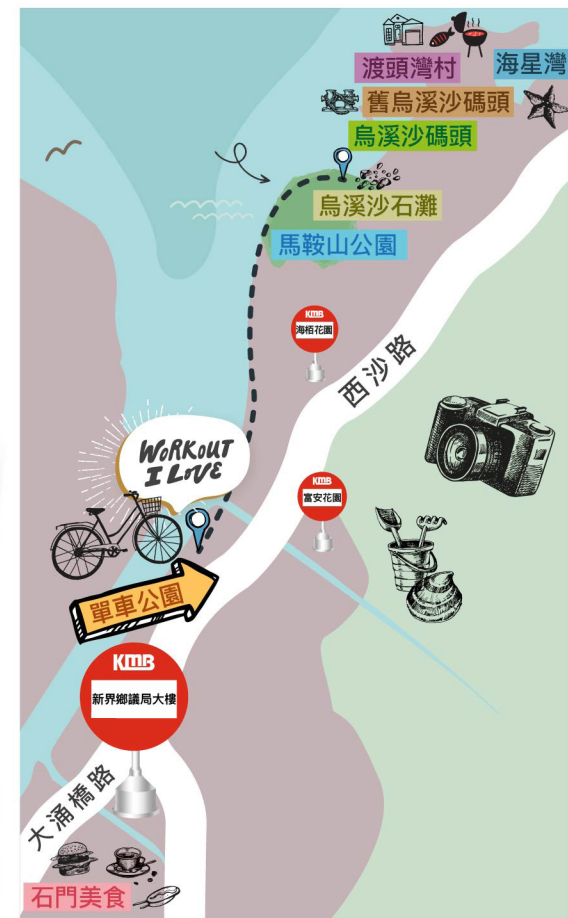 渡頭灣村
海星灣
舊烏溪沙碼頭
烏溪沙碼頭
烏溪沙石灘
馬鞍山公園
KMB
海栢花園
西沙路
WORKOUT
I LOVE
KMB
富安花園
單車公園
KMB
新界鄉議局大樓
大涌橋路
石門美食